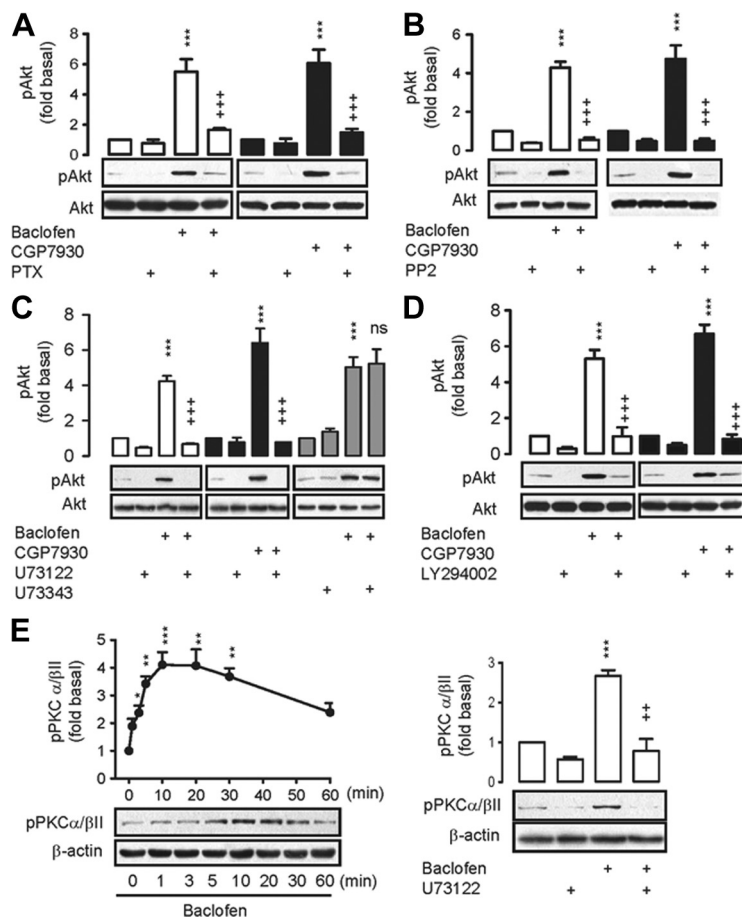 A
pAkt
(fold basal)
8
6
4
2
0
***
+++
***
+++
pAkt
Akt
Baclofen + +
CGP7930 + +
PTX + + + +
B
pAkt
(fold basal)
6
4
2
0
***
+++
***
+++
pAkt
Akt
Baclofen + +
CGP7930 + +
PP2 + + + +
C
pAkt
(fold basal)
8
6
4
2
0
***
+++
***
+++
***
ns
pAkt
Akt
Baclofen + + + +
CGP7930 + +
U73122 + + + +
U73343 + +
D
pAkt
(fold basal)
8
6
4
2
0
***
+++
***
+++
pAkt
Akt
Baclofen + +
CGP7930 + +
LY294002 + + + +
E
pPKC α/βII
(fold basal)
5
4
3
2
1
* ** *** ** **
0 10 20 30 40 50 60 (min)
pPKCα/βII
β-actin
0 1 3 5 10 20 30 60 (min)
Baclofen
pPKC α/βII
(fold basal)
3
2
1
0
***
++
pPKCα/βII
β-actin
Baclofen + +
U73122 + +